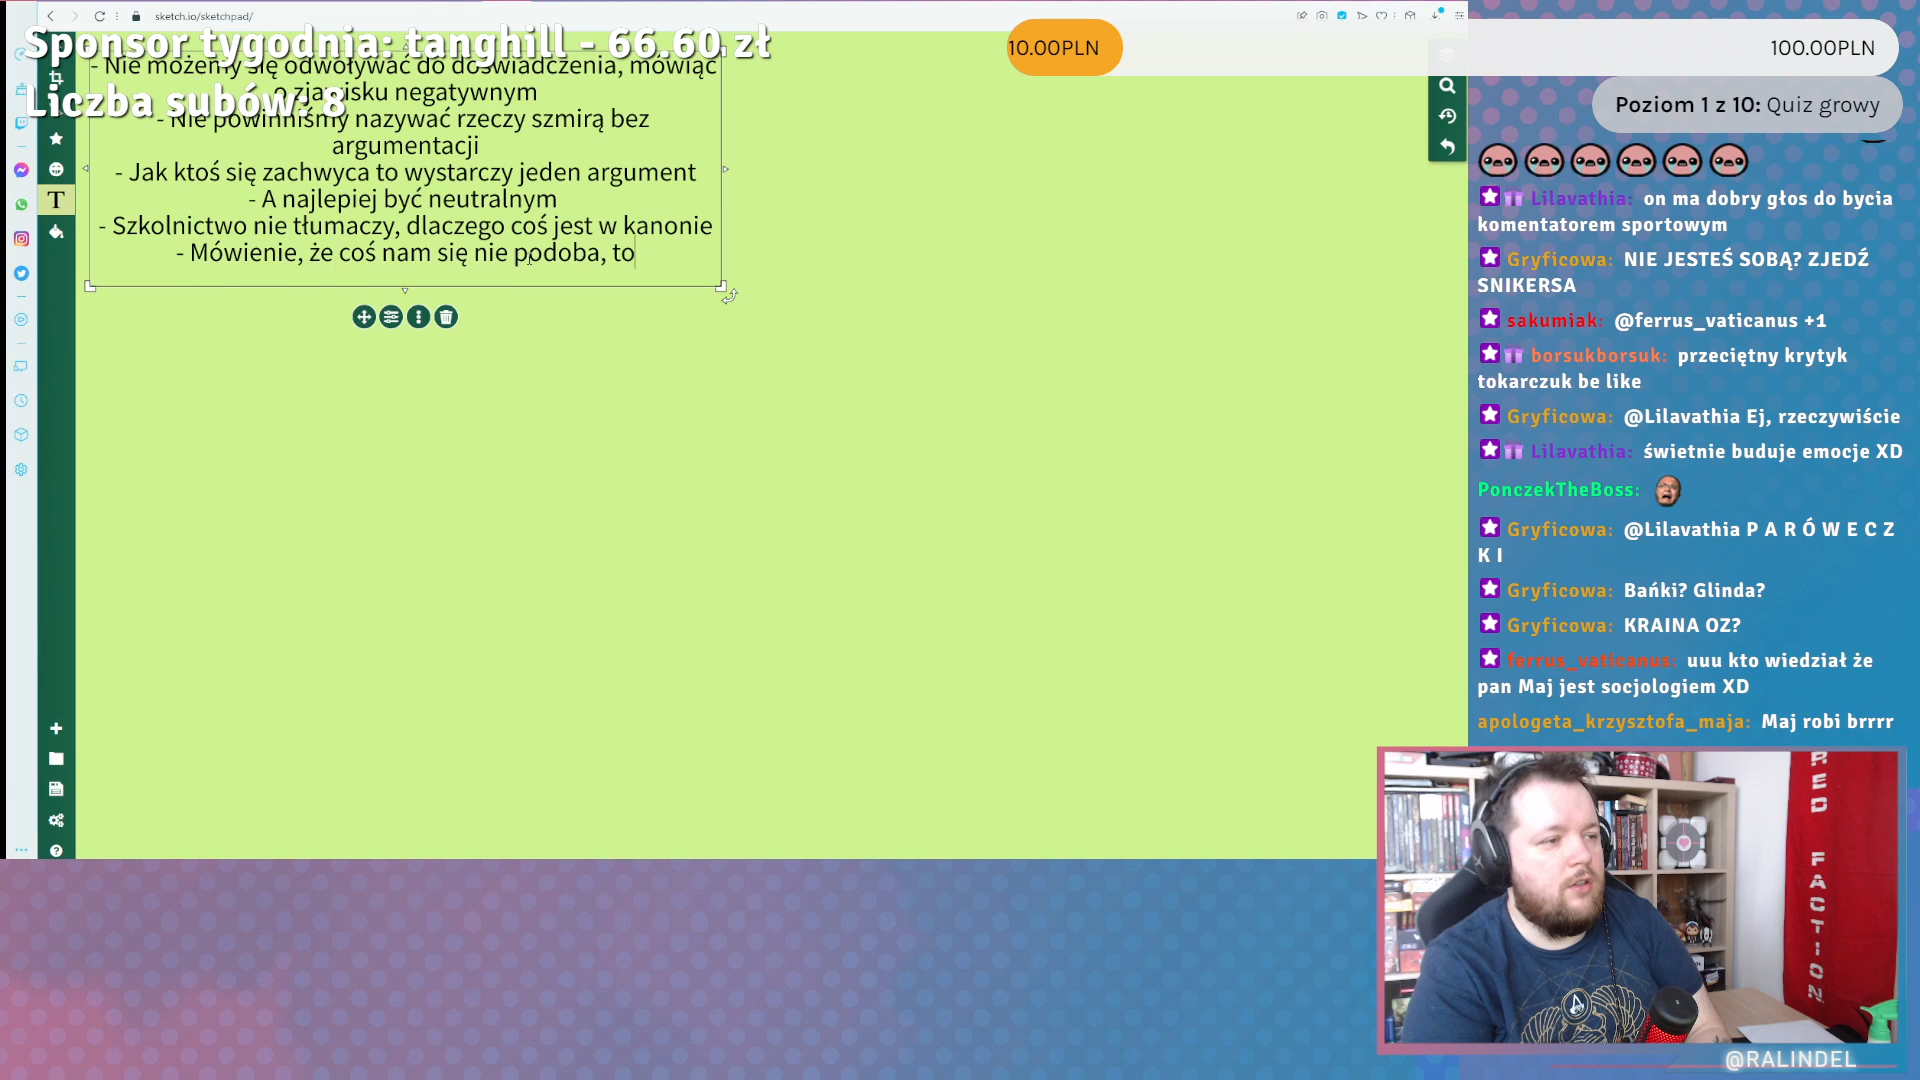 sketch.io/sketchpad/
Sponsor tygodnia: tanghill - 66.60 zł
Liczba subów: 8
- Nie możemy się odwoływać do doświadczenia, mówiąc
o zjawisku negatywnym
- Nie powinniśmy nazywać rzeczy szmirą bez
argumentacji
- Jak ktoś się zachwyca to wystarczy jeden argument
- A najlepiej być neutralnym
- Szkolnictwo nie tłumaczy, dlaczego coś jest w kanonie
- Mówienie, że coś nam się nie podoba, to
T
10.00PLN
100.00PLN
Poziom 1 z 10: Quiz growy
Lilavathia: on ma dobry głos do bycia
komentatorem sportowym
Gryficowa: NIE JESTEŚ SOBĄ? ZJEDŹ
SNIKERSA
sakumiak: @ferrus_vaticanus +1
borsukborsuk: przeciętny krytyk
tokarczuk be like
Gryficowa: @Lilavathia Ej, rzeczywiście
Lilavathia: świetnie buduje emocje XD
PonczekTheBoss:
Gryficowa: @Lilavathia P A R Ó W E C Z
K I
Gryficowa: Bańki? Glinda?
Gryficowa: KRAINA OZ?
ferrus_vaticanus: uuu kto wiedział że
pan Maj jest socjologiem XD
apologeta_krzysztofa_maja: Maj robi brrrr
RED FACTION
@RALINDEL